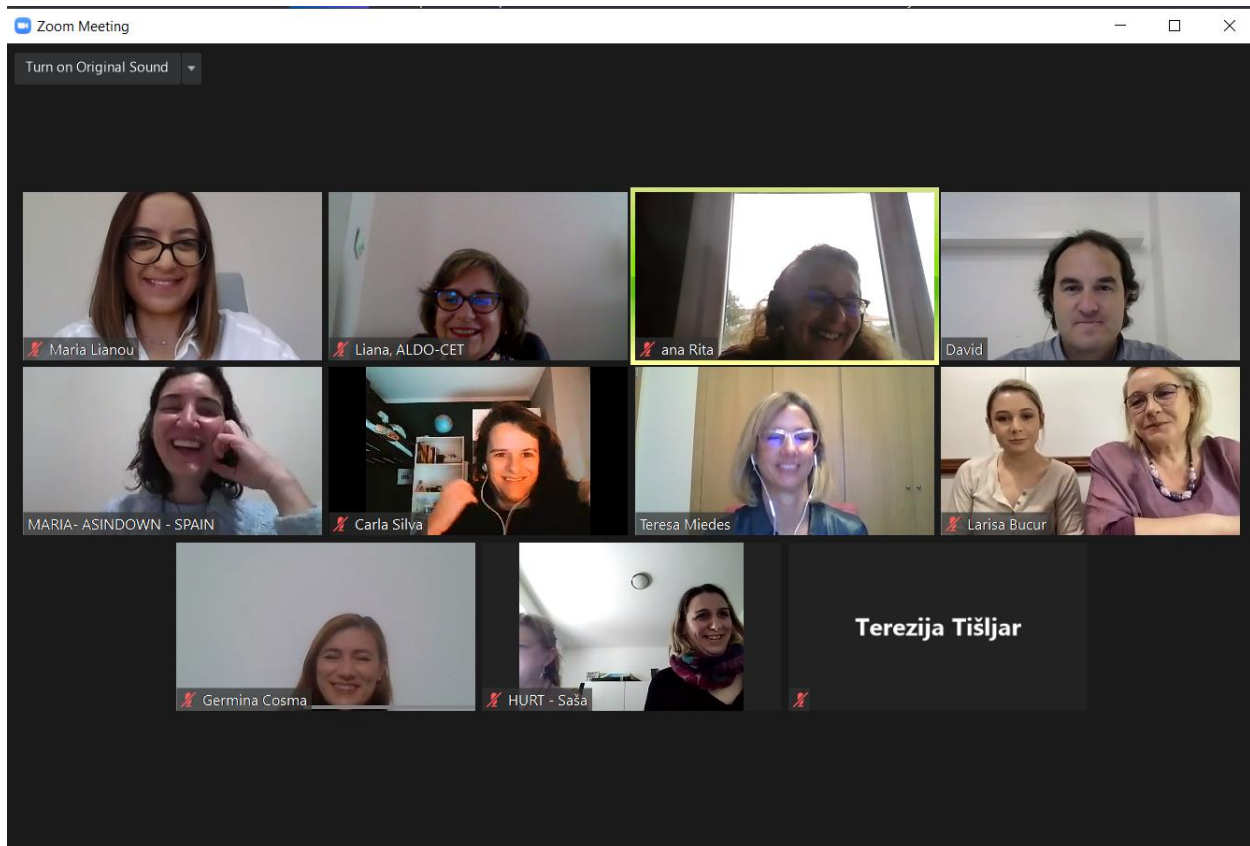 Zoom Meeting
Turn on Original Sound
Maria Lianou
Liana, ALDO-CET
ana Rita
David
MARIA- ASINDOWN - SPAIN
Carla Silva
Teresa Miedes
Larisa Bucur
Germina Cosma
HURT - Saša
Terezija Tišljar